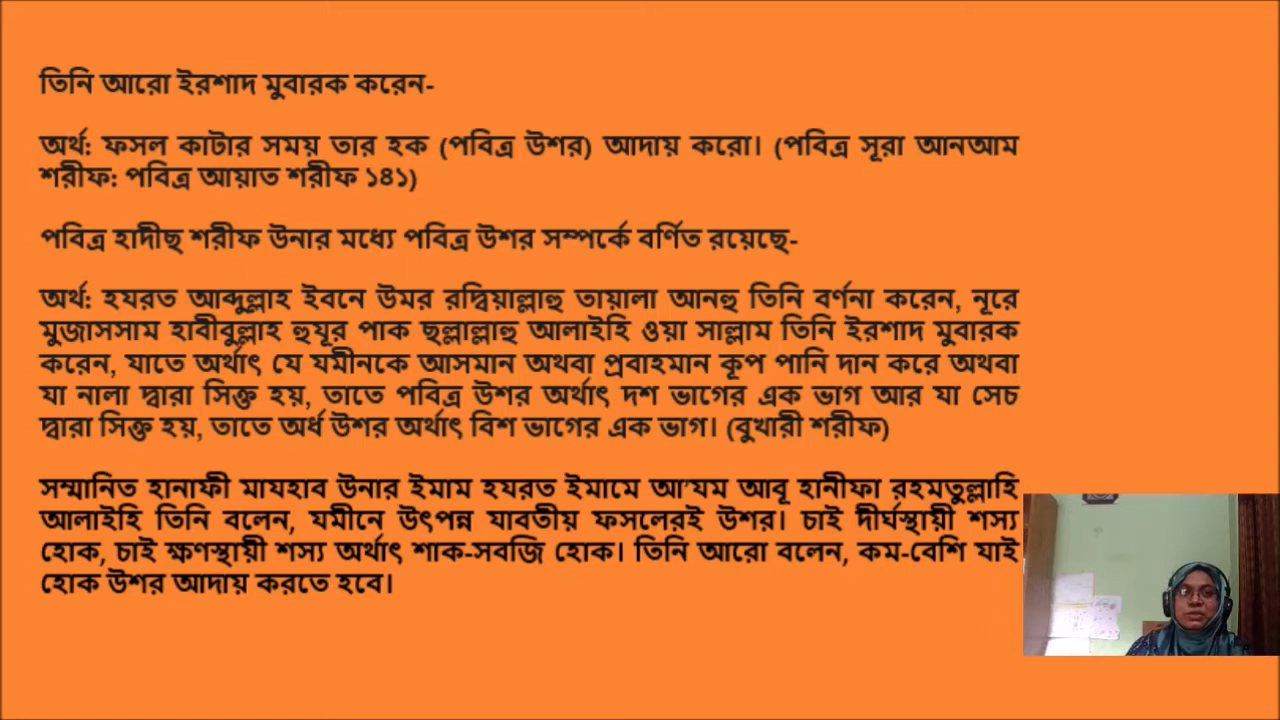 তিনি আরো ইরশাদ মুবারক করেন-
অর্থ: ফসল কাটার সময় তার হক (পবিত্র উশর) আদায় করো। (পবিত্র সূরা আনআম
শরীফ: পবিত্র আয়াত শরীফ ১৪১)
পবিত্র হাদীছ শরীফ উনার মধ্যে পবিত্র উশর সম্পর্কে বর্ণিত রয়েছে-
অর্থ: হযরত আব্দুল্লাহ ইবনে উমর রদ্বিয়াল্লাহু তায়ালা আনহু তিনি বর্ণনা করেন, নূরে
মুজাসসাম হাবীবুল্লাহ হুযূর পাক ছল্লাল্লাহু আলাইহি ওয়া সাল্লাম তিনি ইরশাদ মুবারক
করেন, যাতে অর্থাৎ যে যমীনকে আসমান অথবা প্রবাহমান কূপ পানি দান করে অথবা
যা নালা দ্বারা সিক্ত হয়, তাতে পবিত্র উশর অর্থাৎ দশ ভাগের এক ভাগ আর যা সেচ
দ্বারা সিক্ত হয়, তাতে অর্ধ উশর অর্থাৎ বিশ ভাগের এক ভাগ। (বুখারী শরীফ)
সম্মানিত হানাফী মাযহাব উনার ইমাম হযরত ইমামে আ’যম আবূ হানীফা রহমতুল্লাহি
আলাইহি তিনি বলেন, যমীনে উৎপন্ন যাবতীয় ফসলেরই উশর। চাই দীর্ঘস্থায়ী শস্য
হোক, চাই ক্ষণস্থায়ী শস্য অর্থাৎ শাক-সবজি হোক। তিনি আরো বলেন, কম-বেশি যাই
হোক উশর আদায় করতে হবে।